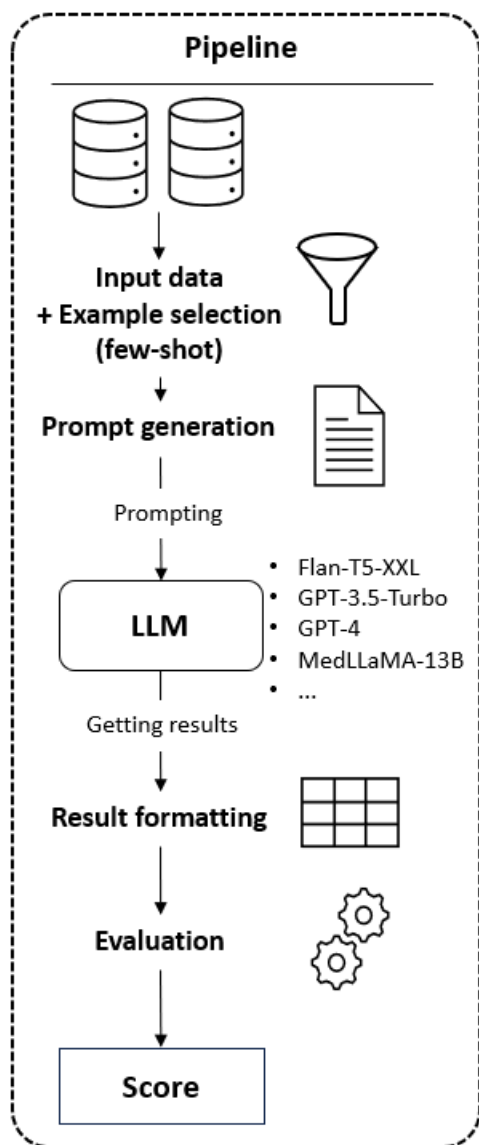 Pipeline
Input data
+ Example selection
(few-shot)
Prompt generation
Prompting
LLM
• Flan-T5-XXL
• GPT-3.5-Turbo
• GPT-4
• MedLLaMA-13B
• ...
Getting results
Result formatting
Evaluation
Score